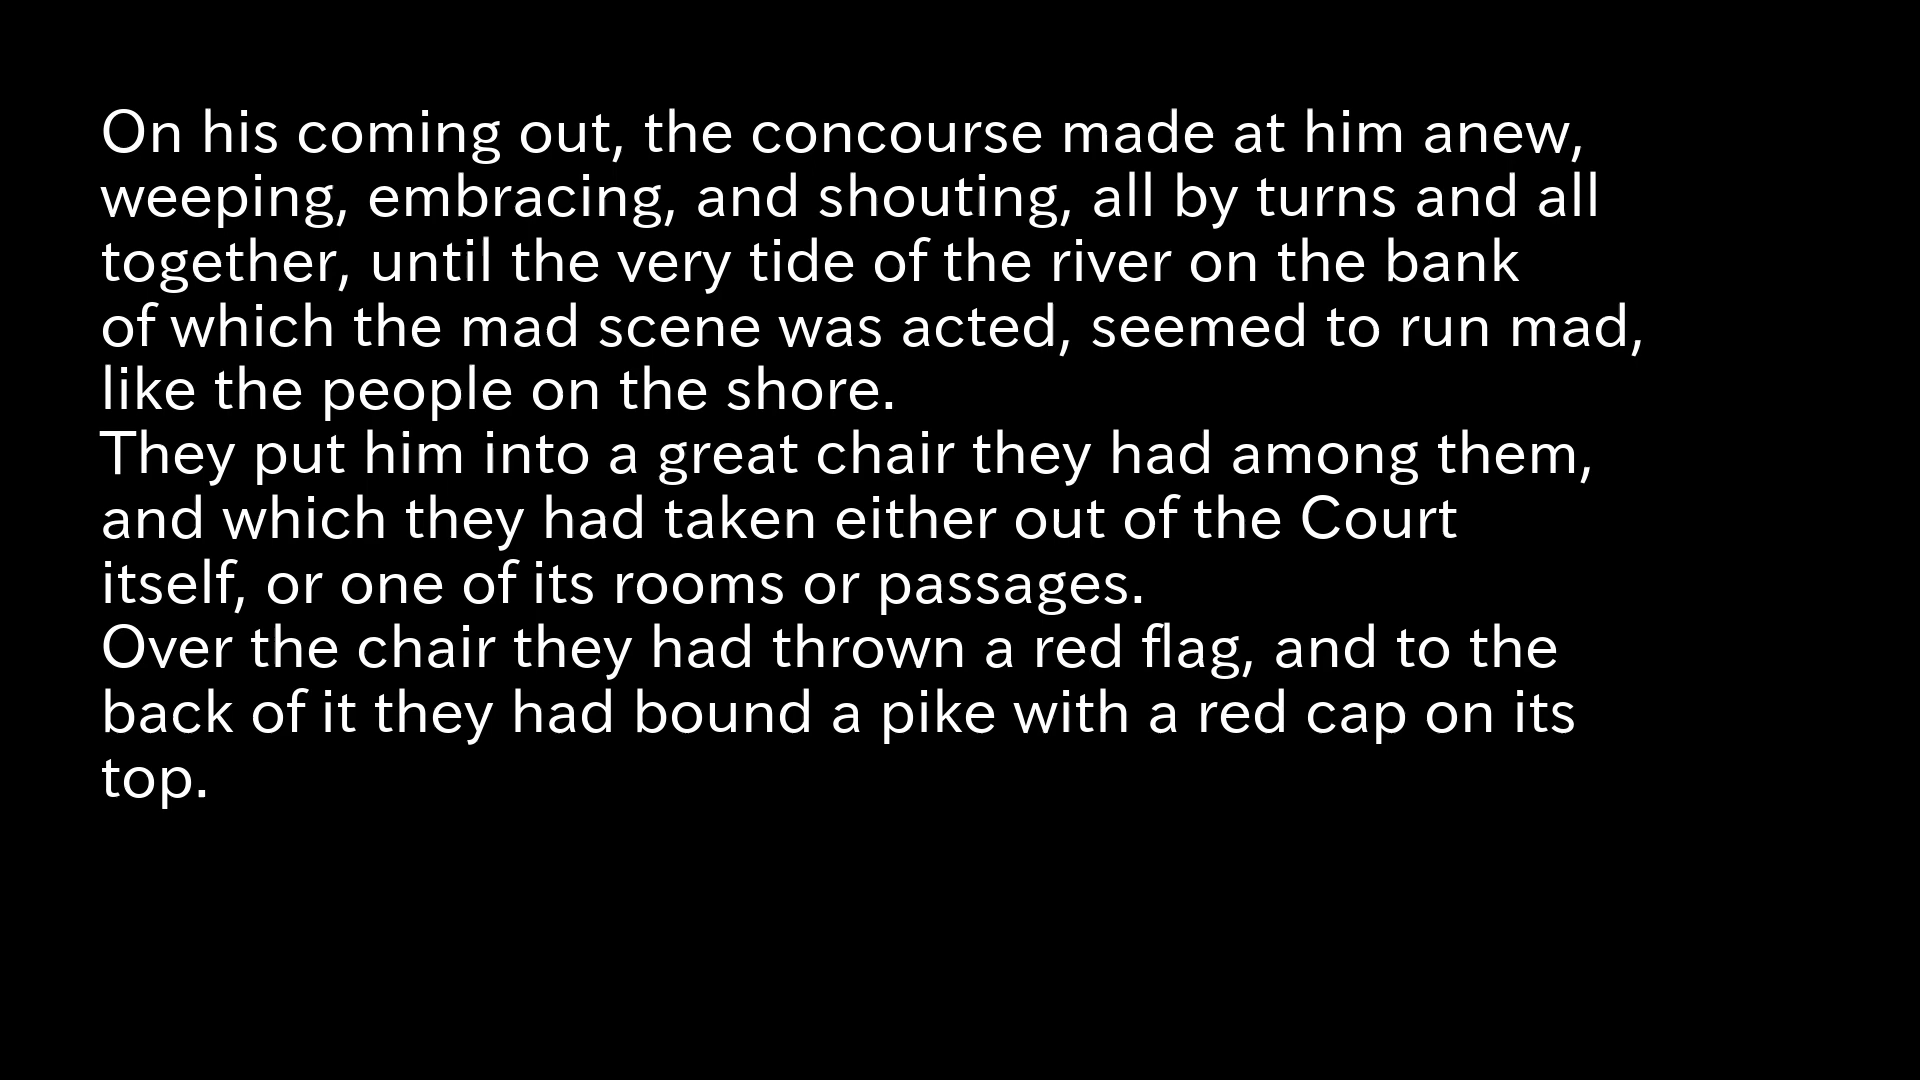 On his coming out, the concourse made at him anew,
weeping, embracing, and shouting, all by turns and all
together, until the very tide of the river on the bank
of which the mad scene was acted, seemed to run mad,
like the people on the shore.
They put him into a great chair they had among them,
and which they had taken either out of the Court
itself, or one of its rooms or passages.
Over the chair they had thrown a red flag, and to the
back of it they had bound a pike with a red cap on its
top.